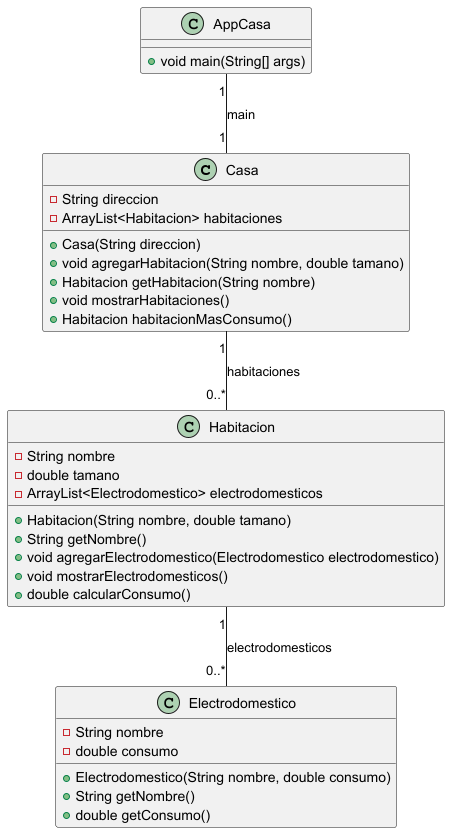 C AppCasa
void main(String[] args)
1
main
1
C Casa
String direccion
ArrayList<Habitacion> habitaciones
Casa(String direccion)
void agregarHabitacion(String nombre, double tamano)
Habitacion getHabitacion(String nombre)
void mostrarHabitaciones()
Habitacion habitacionMasConsumo()
1
habitaciones
0..*
C Habitacion
String nombre
double tamano
ArrayList<Electrodomestico> electrodomesticos
Habitacion(String nombre, double tamano)
String getNombre()
void agregarElectrodomestico(Electrodomestico electrodomestico)
void mostrarElectrodomesticos()
double calcularConsumo()
1
electrodomesticos
0..*
C Electrodomestico
String nombre
double consumo
Electrodomestico(String nombre, double consumo)
String getNombre()
double getConsumo()